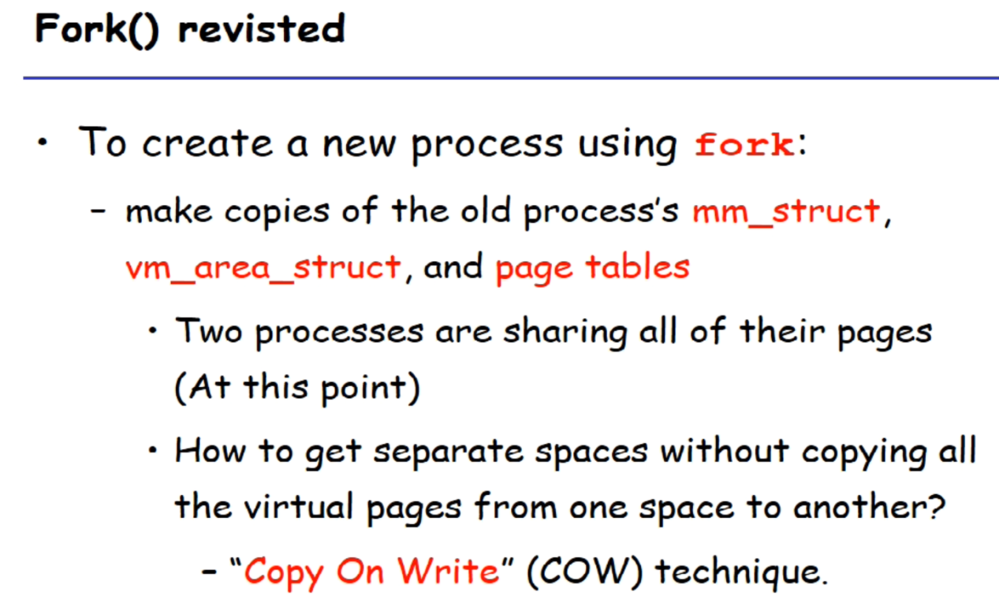 Fork() revisted
• To create a new process using fork:
– make copies of the old process's mm_struct,
vm_area_struct, and page tables
• Two processes are sharing all of their pages
(At this point)
• How to get separate spaces without copying all
the virtual pages from one space to another?
– “Copy On Write” (COW) technique.